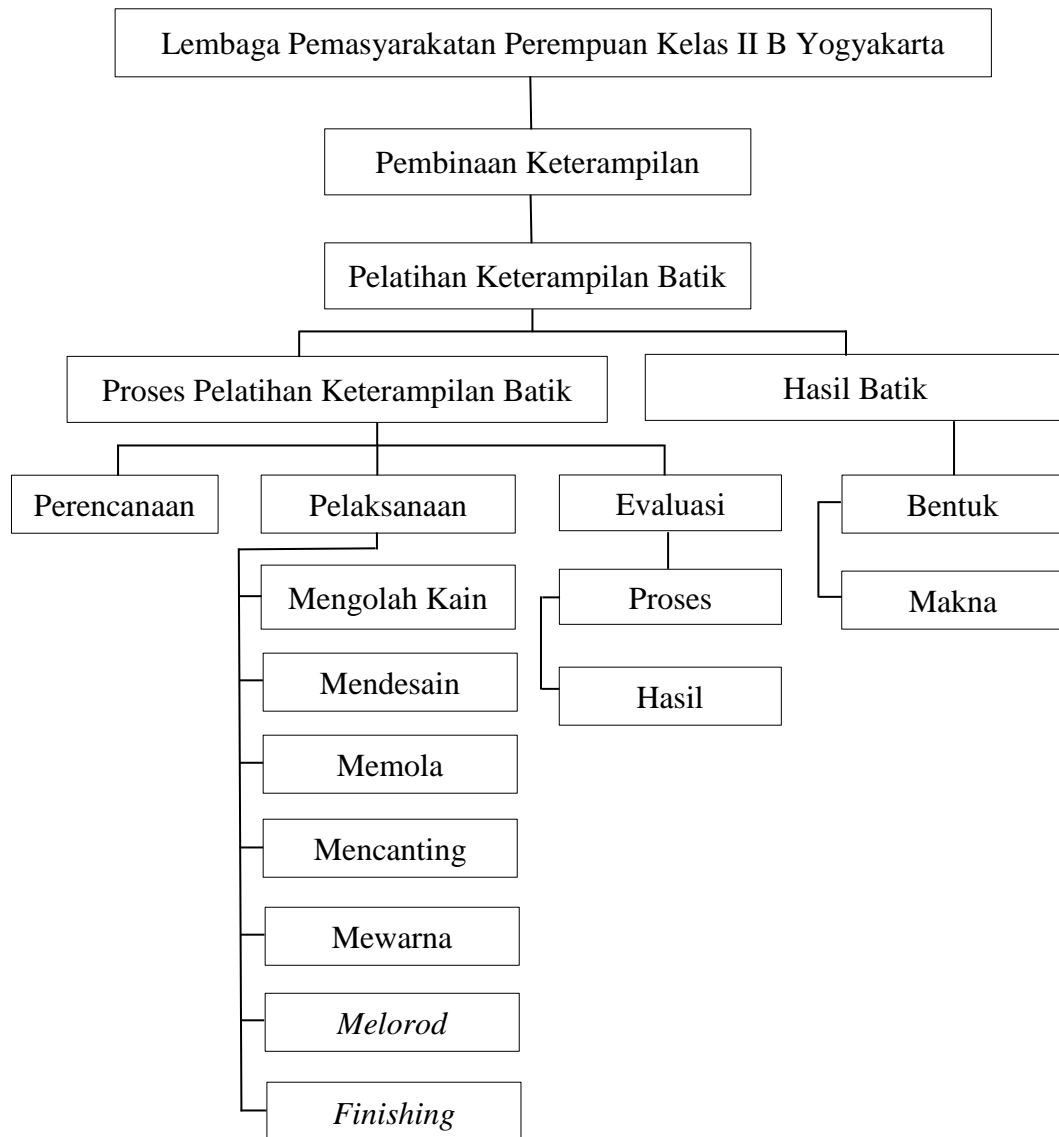 Lembaga Pemasyarakatan Perempuan Kelas II B Yogyakarta
Pembinaan Keterampilan
Pelatihan Keterampilan Batik
Proses Pelatihan Keterampilan Batik
Hasil Batik
Perencanaan
Pelaksanaan
Evaluasi
Bentuk
Mengolah Kain
Proses
Makna
Mendesain
Hasil
Memola
Mencanting
Mewarna
Melorod
Finishing